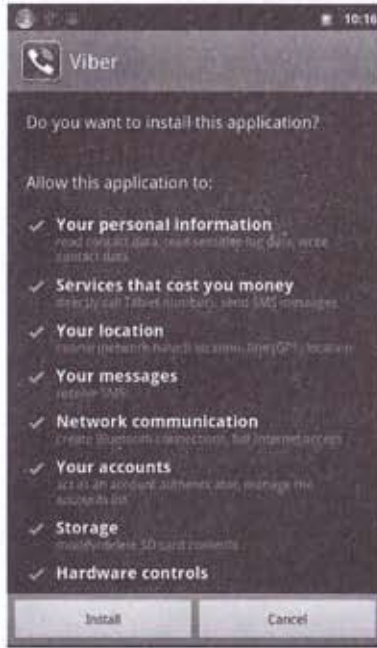 10:16
Viber
Do you want to install this application?
Allow this application to:
Your personal information
read contact data, read sensitive log data, write
contact data
Services that cost you money
directly call Tablet numbers, send SMS messages
Your location
coarse (network-based) location, fine (GPS) location
Your messages
receive SMS
Network communication
create Bluetooth connections, full Internet access
Your accounts
act as an account authenticator, manage the
accounts list
Storage
modify/delete SD card contents
Hardware controls
Install
Cancel